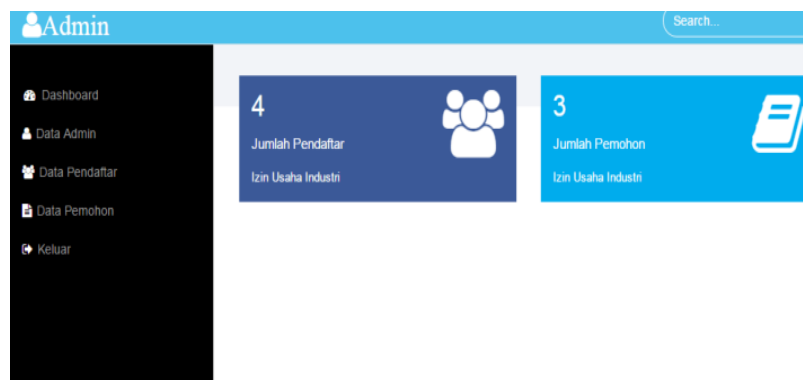 Admin
Search...
Dashboard
Data Admin
Data Pendaftar
Data Pemohon
Keluar
4
Jumlah Pendaftar
Izin Usaha Industri
3
Jumlah Pemohon
Izin Usaha Industri